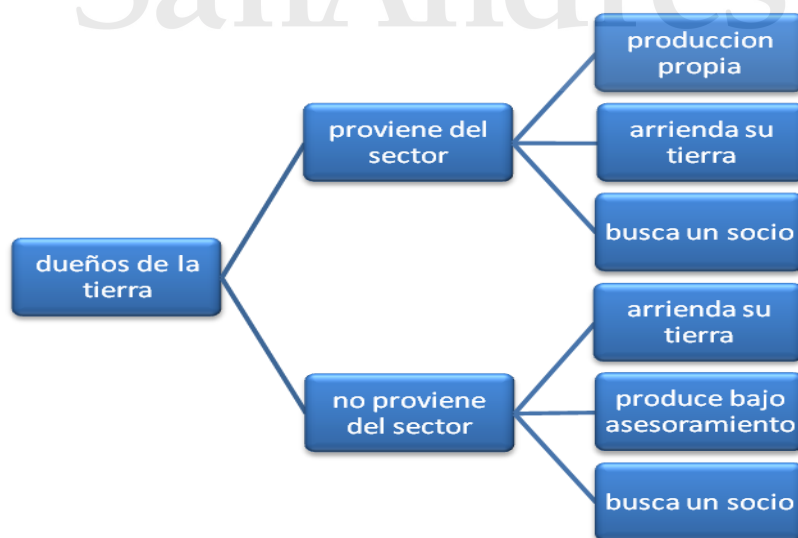 SanAndrés
produccion
propia
proviene del
sector
arrienda su
tierra
busca un socio
dueños de la
tierra
arrienda su
tierra
no proviene
del sector
produce bajo
asesoramiento
busca un socio